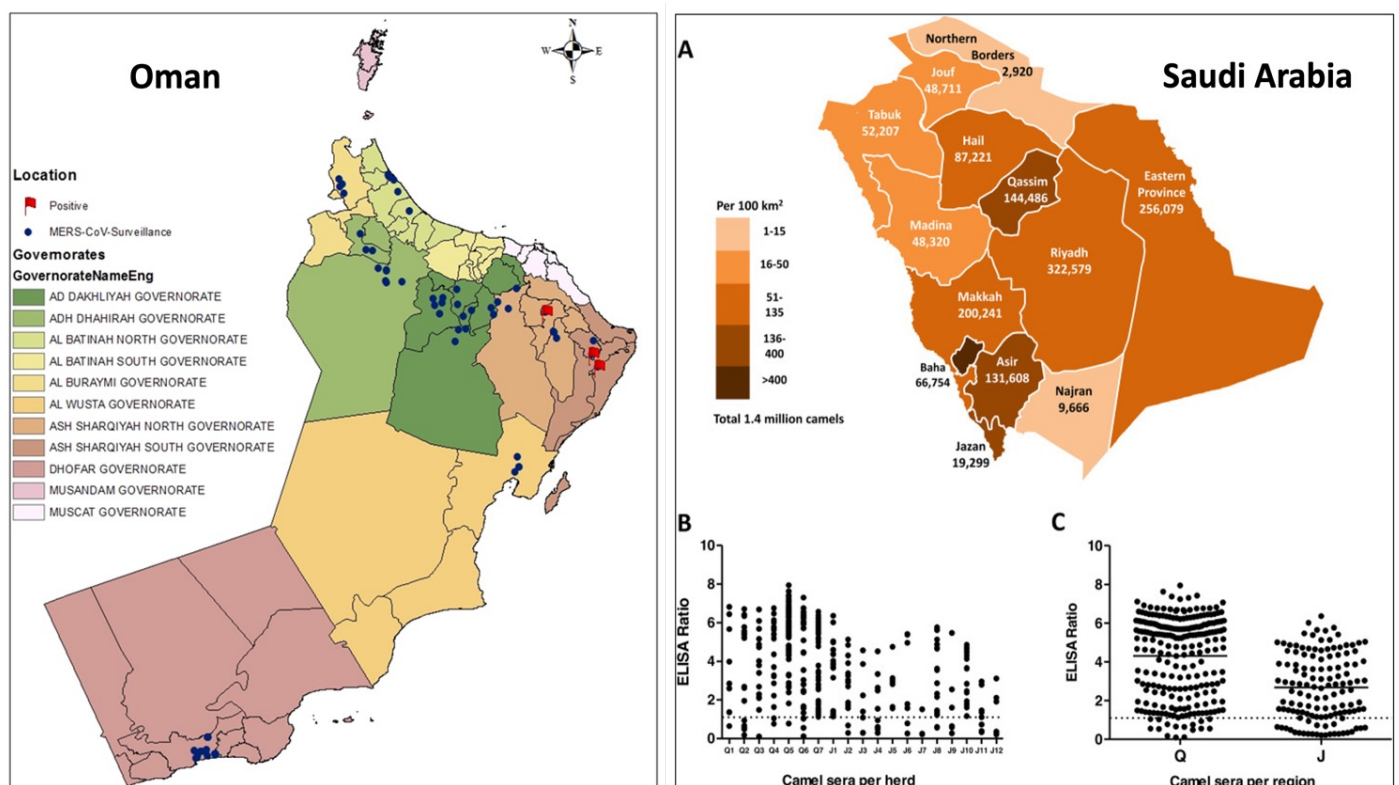 Oman
N
W E
S
Location
Positive
MERS-CoV-Surveillance
Governorates
GovernorateNameEng
AD DAKHLIYAH GOVERNORATE
ADH DHAHIRAH GOVERNORATE
AL BATINAH NORTH GOVERNORATE
AL BATINAH SOUTH GOVERNORATE
AL BURAYMI GOVERNORATE
AL WUSTA GOVERNORATE
ASH SHARQIYAH NORTH GOVERNORATE
ASH SHARQIYAH SOUTH GOVERNORATE
DHOFAR GOVERNORATE
MUSANDAM GOVERNORATE
MUSCAT GOVERNORATE
A
Saudi Arabia
Northern
Borders
2,920
Jouf
48,711
Tabuk
52,207
Hail
87,221
Qassim
144,486
Eastern
Province
256,079
Madina
48,320
Riyadh
322,579
Makkah
200,241
Baha
66,754
Asir
131,608
Najran
9,666
Jazan
19,299
Per 100 km²
1-15
16-50
51-
135
136-
400
>400
Total 1.4 million camels
B
10
8
6
4
2
0
ELISA Ratio
Q1 Q2 Q3 Q4 Q5 Q6 Q7 J1 J2 J3 J4 J5 J6 J7 J8 J9 J10 J11 J12
Camel sera per herd
C
10
8
6
4
2
0
ELISA Ratio
Q J
Camel sera per region